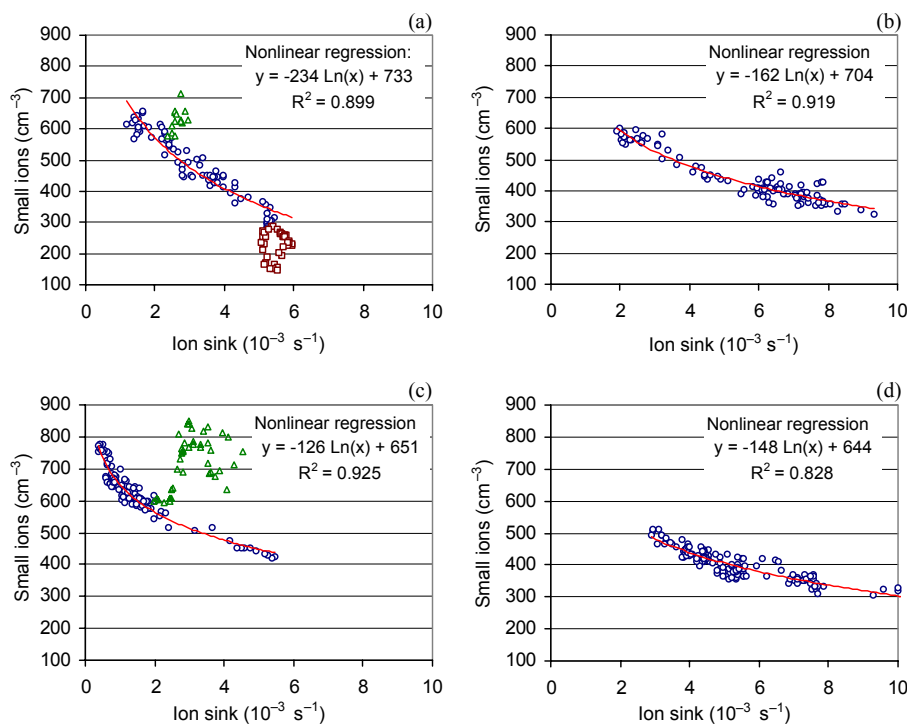 (a)
Nonlinear regression:
y = -234 Ln(x) + 733
R² = 0.899
Small ions (cm⁻³)
900
800
700
600
500
400
300
200
100
0 2 4 6 8 10
Ion sink (10⁻³ s⁻¹)
(b)
Nonlinear regression
y = -162 Ln(x) + 704
R² = 0.919
Small ions (cm⁻³)
900
800
700
600
500
400
300
200
100
0 2 4 6 8 10
Ion sink (10⁻³ s⁻¹)
(c)
Nonlinear regression
y = -126 Ln(x) + 651
R² = 0.925
Small ions (cm⁻³)
900
800
700
600
500
400
300
200
100
0 2 4 6 8 10
Ion sink (10⁻³ s⁻¹)
(d)
Nonlinear regression
y = -148 Ln(x) + 644
R² = 0.828
Small ions (cm⁻³)
900
800
700
600
500
400
300
200
100
0 2 4 6 8 10
Ion sink (10⁻³ s⁻¹)